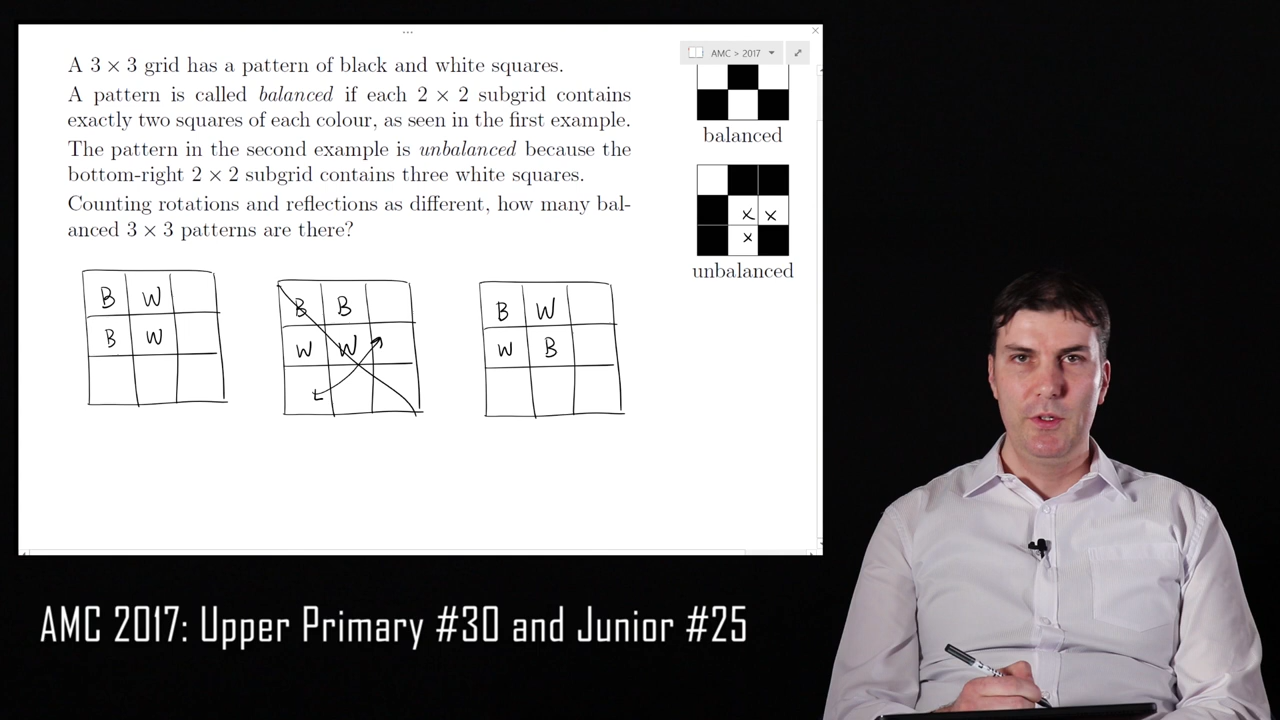 A 3 × 3 grid has a pattern of black and white squares.
A pattern is called balanced if each 2 × 2 subgrid contains
exactly two squares of each colour, as seen in the first example.
The pattern in the second example is unbalanced because the
bottom-right 2 × 2 subgrid contains three white squares.
Counting rotations and reflections as different, how many bal-
anced 3 × 3 patterns are there?
AMC > 2017
balanced
x x
x
unbalanced
B W
B W
B B
W W
B W
W B
AMC 2017: Upper Primary #30 and Junior #25